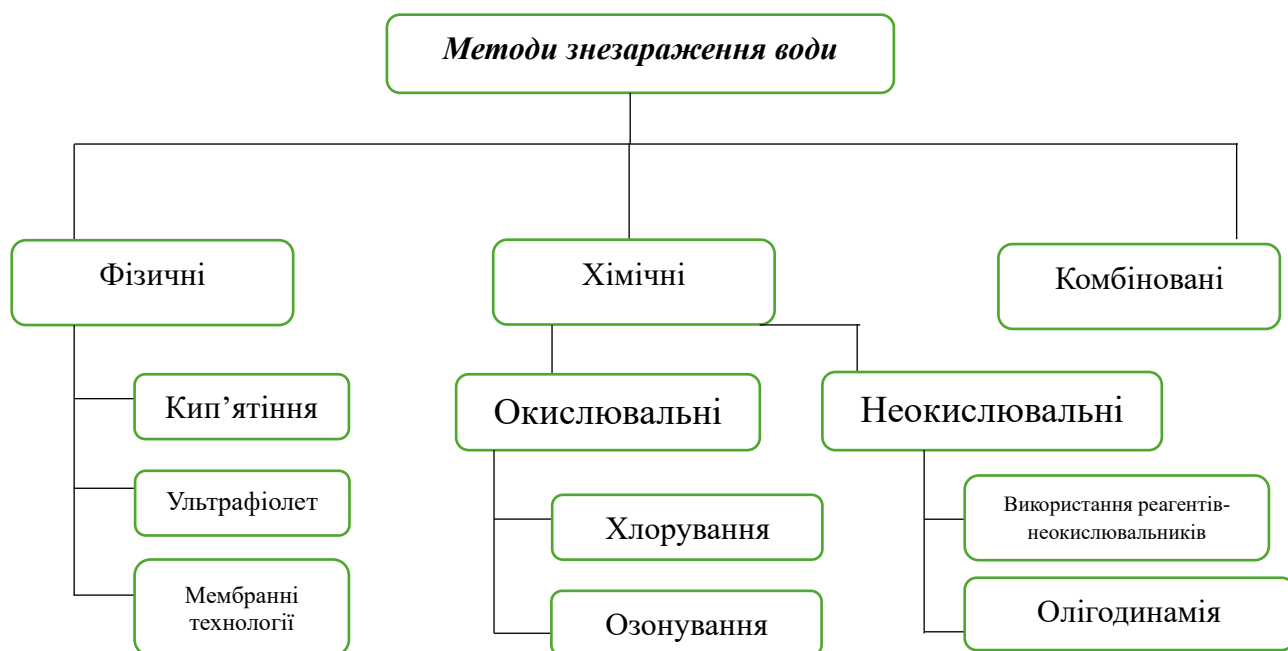 Методи знезараження води
Фізичні
Хімічні
Комбіновані
Кип’ятіння
Ультрафіолет
Мембранні
технології
Окислювальні
Хлорування
Озонування
Неокислювальні
Використання реагентів-
неокислювальників
Олігодинамія